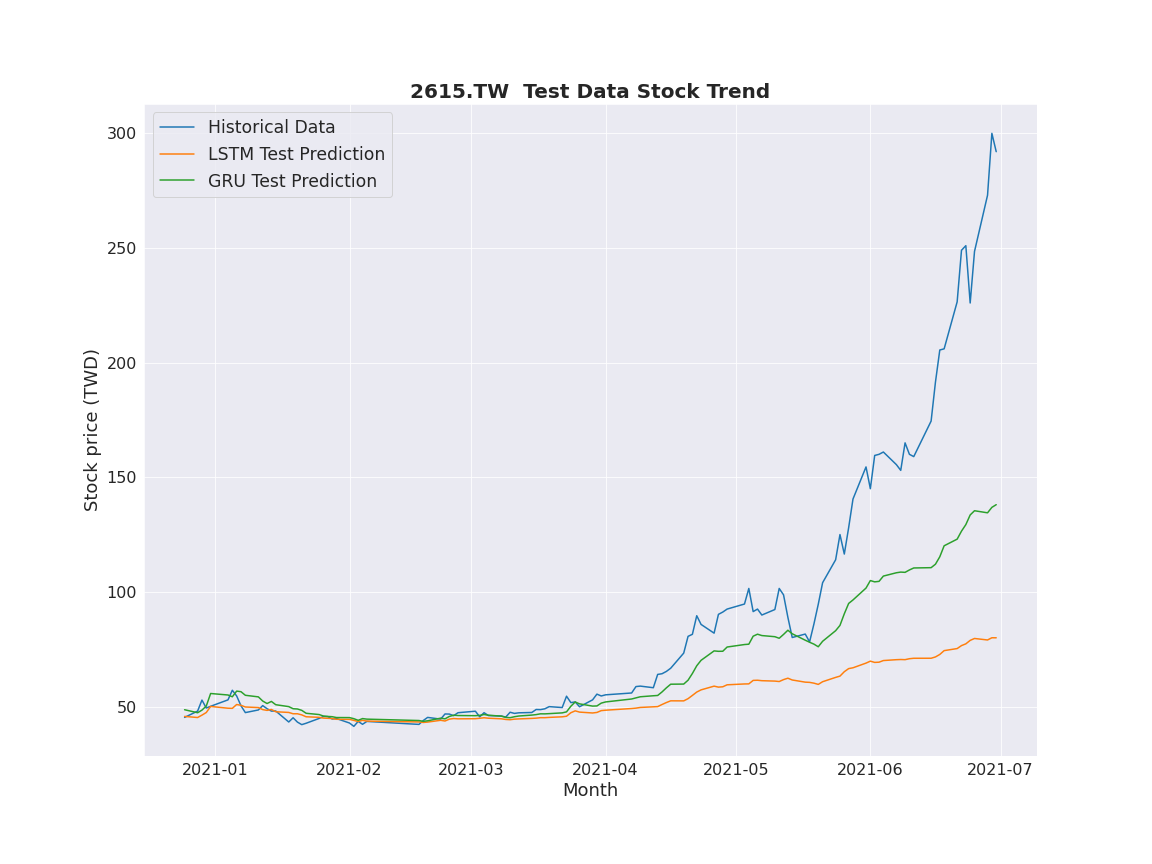 2615.TW  Test Data Stock Trend
Historical Data
LSTM Test Prediction
GRU Test Prediction
300
250
200
150
100
50
Stock price (TWD)
2021-01 2021-02 2021-03 2021-04 2021-05 2021-06 2021-07
Month